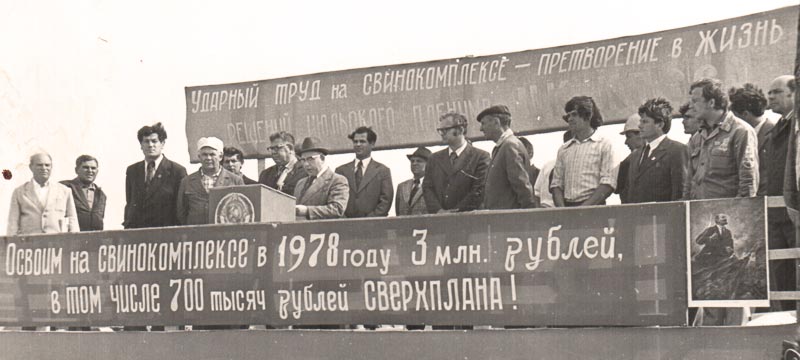 Ударный труд на свинокомплексе – претворение в жизнь
решений июльского пленума
Освоим на свинокомплексе в 1978 году 3 млн. рублей,
в том числе 700 тысяч рублей СВЕРХПЛАНА!